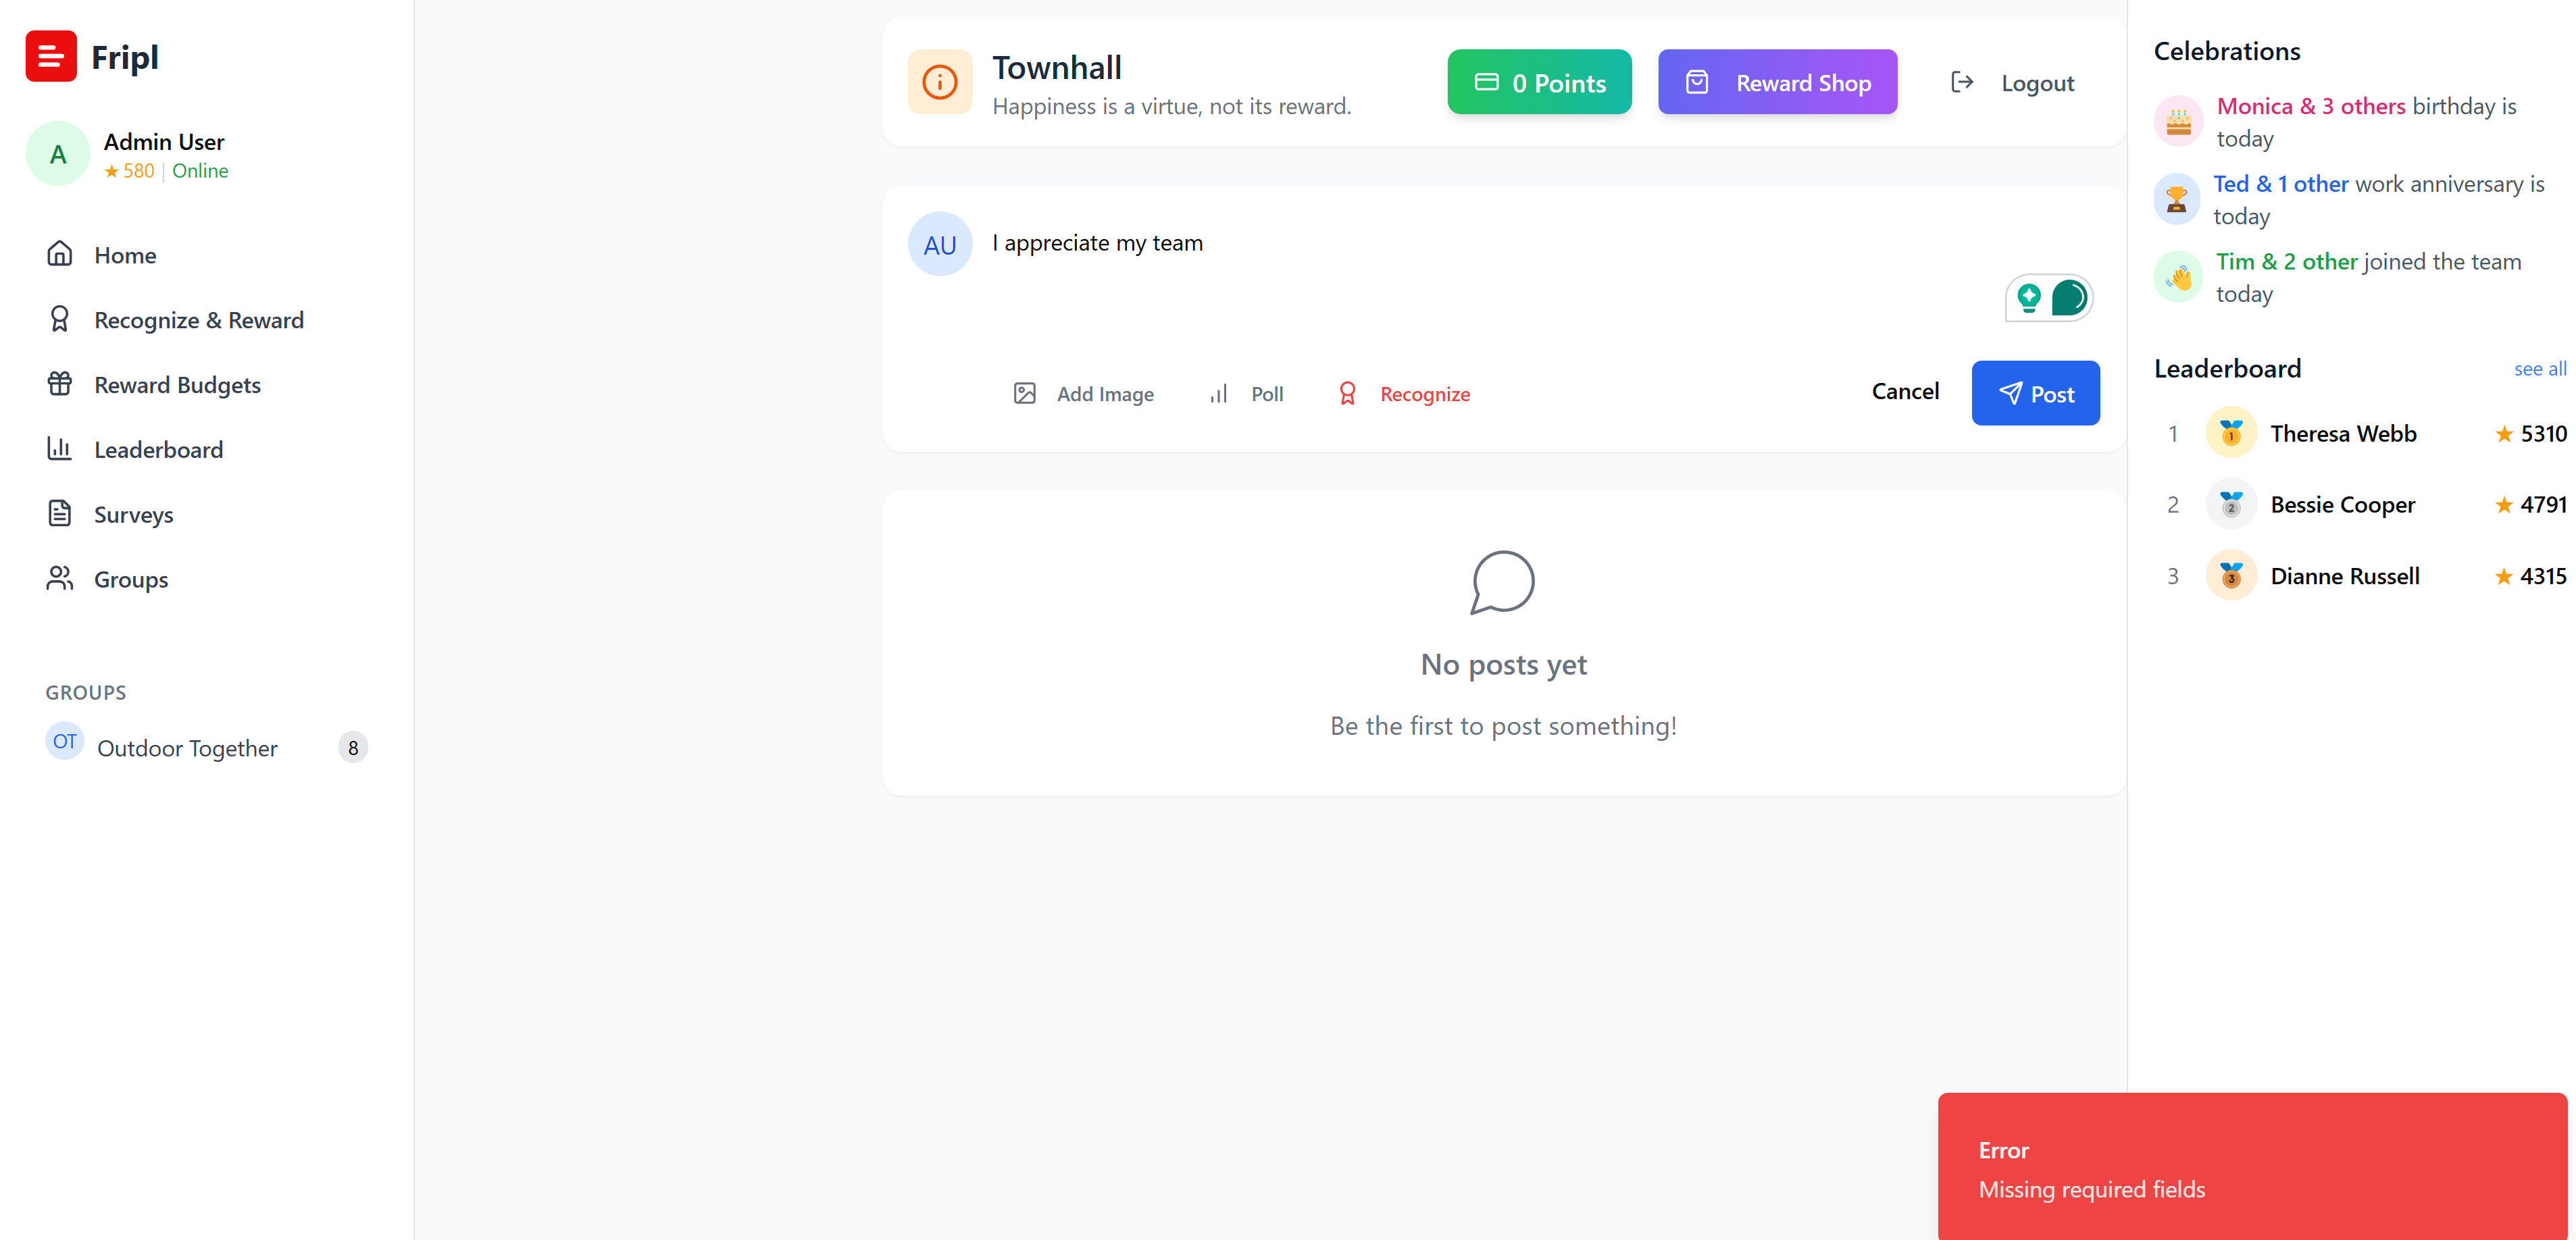 Fripl
A
Admin User
★ 580 | Online
Home
Recognize & Reward
Reward Budgets
Leaderboard
Surveys
Groups
GROUPS
OT Outdoor Together 8
Townhall
Happiness is a virtue, not its reward.
0 Points
Reward Shop
Logout
AU
I appreciate my team
Add Image
Poll
Recognize
Cancel
Post
No posts yet
Be the first to post something!
Celebrations
Monica & 3 others birthday is
today
Ted & 1 other work anniversary is
today
Tim & 2 other joined the team
today
Leaderboard see all
1 1 Theresa Webb ★ 5310
2 2 Bessie Cooper ★ 4791
3 3 Dianne Russell ★ 4315
Error
Missing required fields